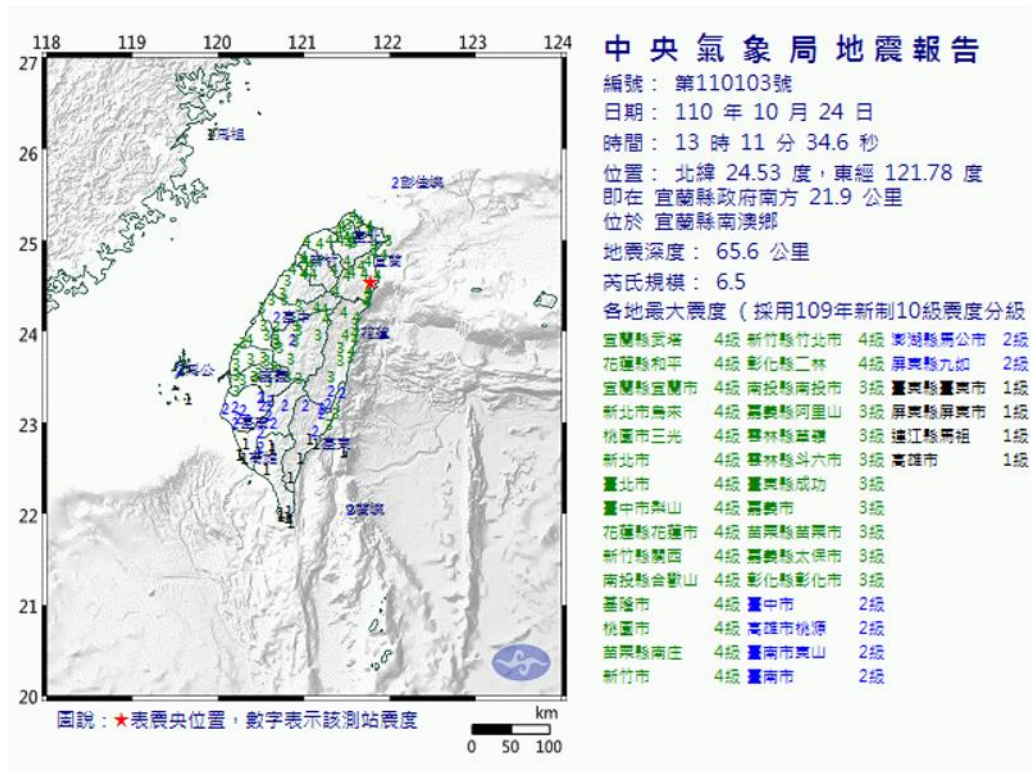 118 119 120 121 122 123 124
27
26
25
24
23
22
21
20
馬祖
彭佳嶼
宜蘭
花蓮
馬公
臺東
蘭嶼
圖說：★表震央位置，數字表示該測站震度
km
0 50 100
中央氣象局地震報告
編號： 第110103號
日期： 110 年 10 月 24 日
時間： 13 時 11 分 34.6 秒
位置： 北緯 24.53 度，東經 121.78 度
即在 宜蘭縣政府南方 21.9 公里
位於 宜蘭縣南澳鄉
地震深度： 65.6 公里
芮氏規模： 6.5
各地最大震度（採用109年新制10級震度分級
宜蘭縣武塔 4級 新竹縣竹北市 4級 澎湖縣馬公市 2級
花蓮縣和平 4級 彰化縣二林 4級 屏東縣九如 2級
宜蘭縣宜蘭市 4級 南投縣南投市 3級 臺東縣臺東市 1級
新北市烏來 4級 嘉義縣阿里山 3級 屏東縣屏東市 1級
桃園市三光 4級 雲林縣草嶺 3級 連江縣馬祖 1級
新北市 4級 雲林縣斗六市 3級 高雄市 1級
臺北市 4級 臺東縣成功 3級
臺中市梨山 4級 嘉義市 3級
花蓮縣花蓮市 4級 苗栗縣苗栗市 3級
新竹縣關西 4級 嘉義縣太保市 3級
南投縣合歡山 4級 彰化縣彰化市 3級
基隆市 4級 臺中市 2級
桃園市 4級 高雄市桃源 2級
苗栗縣南庄 4級 臺南市東山 2級
新竹市 4級 臺南市 2級